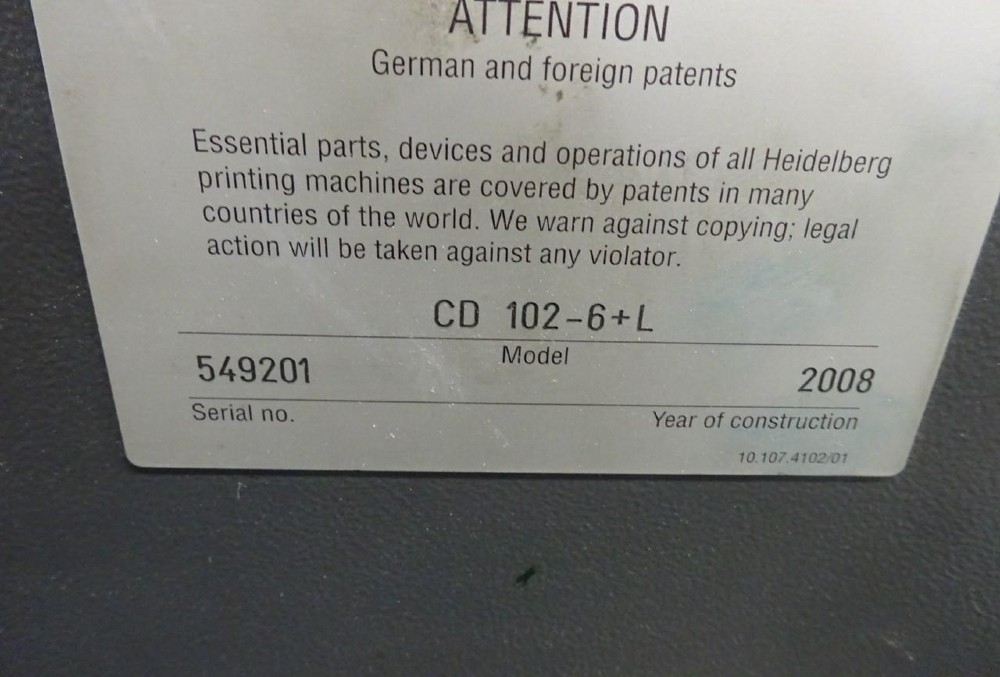 ATTENTION
German and foreign patents
Essential parts, devices and operations of all Heidelberg
printing machines are covered by patents in many
countries of the world. We warn against copying; legal
action will be taken against any violator.
CD 102-6+L
Model
549201 2008
Serial no. Year of construction
10.107.4102/01